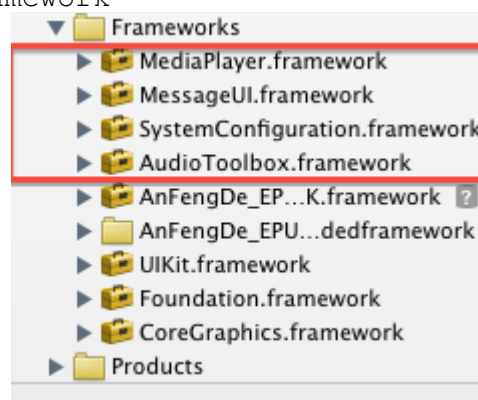 Frameworks
MediaPlayer.framework
MessageUI.framework
SystemConfiguration.framework
AudioToolbox.framework
AnFengDe_EP...K.framework ?
AnFengDe_EPU...dedframework
UIKit.framework
Foundation.framework
CoreGraphics.framework
Products